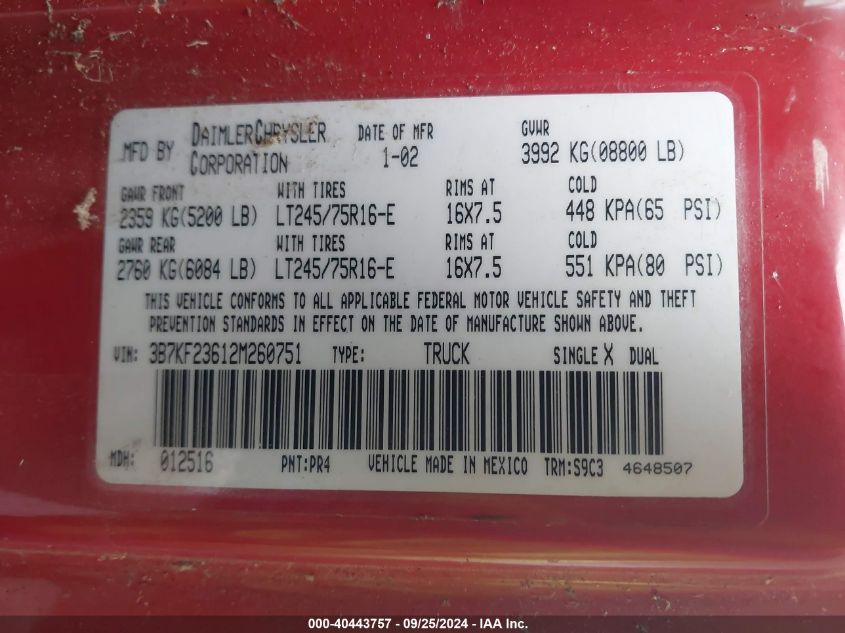 MFD BY DAIMLERCHRYSLER CORPORATION DATE OF MFR 1-02 GVWR 3992 KG(08800 LB)
GAWR FRONT WITH TIRES RIMS AT COLD
2359 KG(5200 LB) LT245/75R16-E 16X7.5 448 KPA(65 PSI)
GAWR REAR WITH TIRES RIMS AT COLD
2760 KG(6084 LB) LT245/75R16-E 16X7.5 551 KPA(80 PSI)
THIS VEHICLE CONFORMS TO ALL APPLICABLE FEDERAL MOTOR VEHICLE SAFETY AND THEFT
PREVENTION STANDARDS IN EFFECT ON THE DATE OF MANUFACTURE SHOWN ABOVE.
VIN: 3B7KF23612M260751 TYPE: TRUCK SINGLE X DUAL
MDH: 012516 PNT:PR4 VEHICLE MADE IN MEXICO TRM:S9C3 4648507
000-40443757 - 09/25/2024 - IAA Inc.